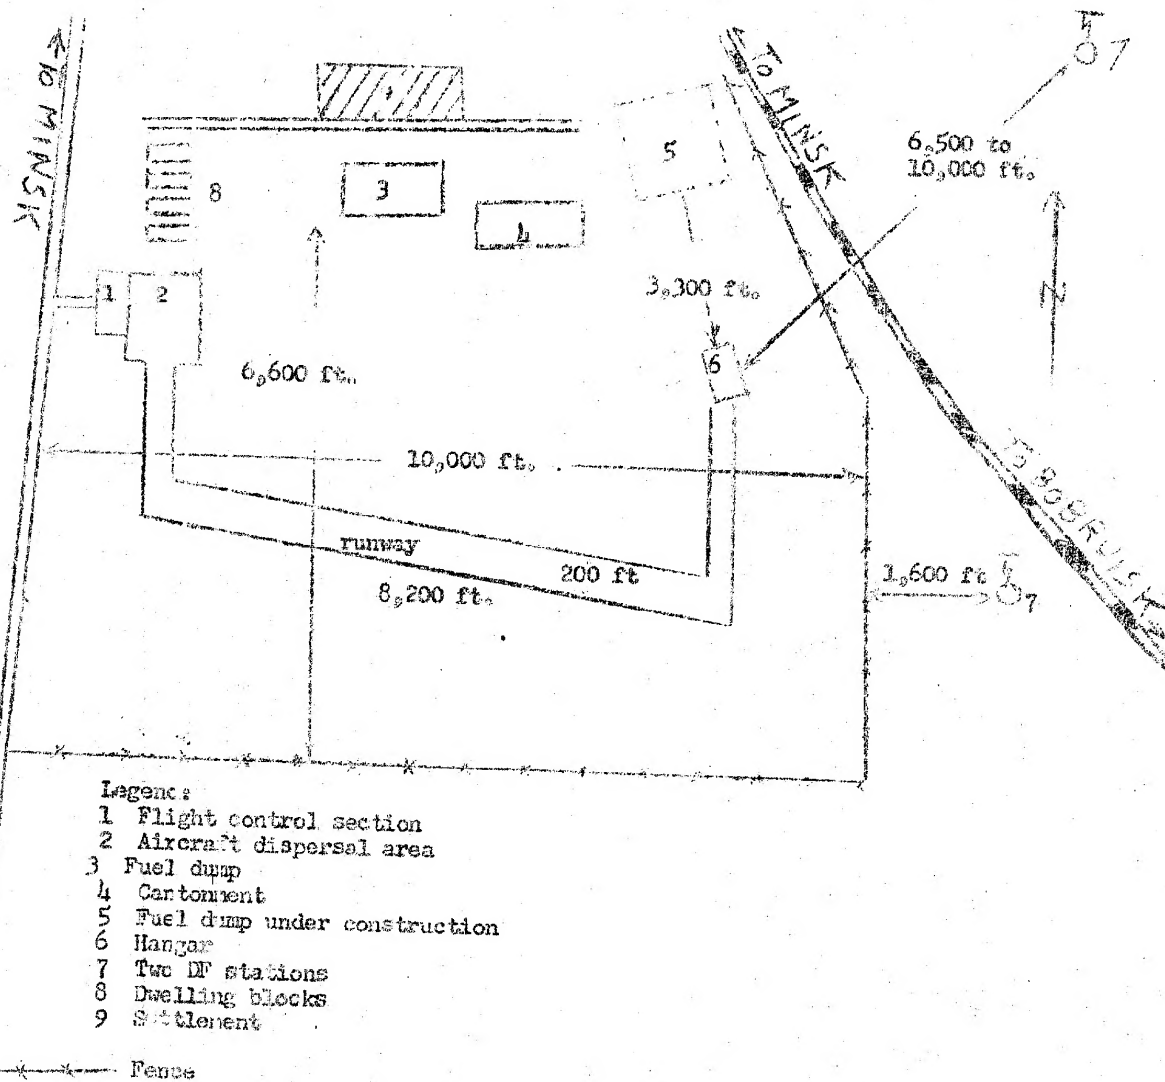 TO MINSK
TO MINSK
7
5
6,500 to
10,000 ft.
8
3
4
1
2
3,300 ft.
N
6
6,600 ft.
10,000 ft.
TO BOBRUISK
runway
200 ft
8,200 ft.
1,600 ft
7
Legend:
1 Flight control section
2 Aircraft dispersal area
3 Fuel dump
4 Cantonment
5 Fuel dump under construction
6 Hangar
7 Two DF stations
8 Dwelling blocks
9 Settlement
Fence